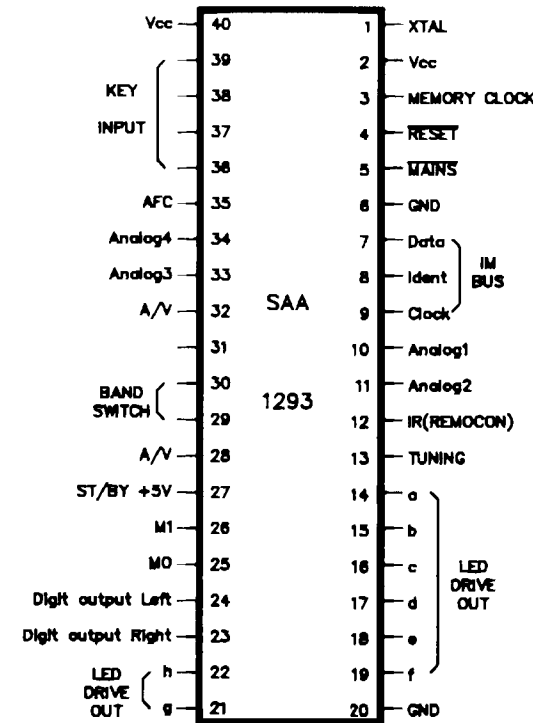 Vcc 40 1 XTAL
39 2 Vcc
KEY
38 3 MEMORY CLOCK
INPUT
37 4 RESET
36 5 MAINS
AFC 35 6 GND
Analog4 34 7 Data
IM
Analog3 33 8 Ident
BUS
A/V 32 SAA 9 Clock
31 10 Analog1
BAND
30 11 Analog2
SWITCH
1293
29 12 IR(REMOCON)
A/V 28 13 TUNING
ST/BY +5V 27 14 a
M1 26 15 b
M0 25 16 c LED
DRIVE
Digit output Left 24 17 d
OUT
Digit output Right 23 18 e
LED
h 22 19 f
DRIVE
OUT
g 21 20 GND